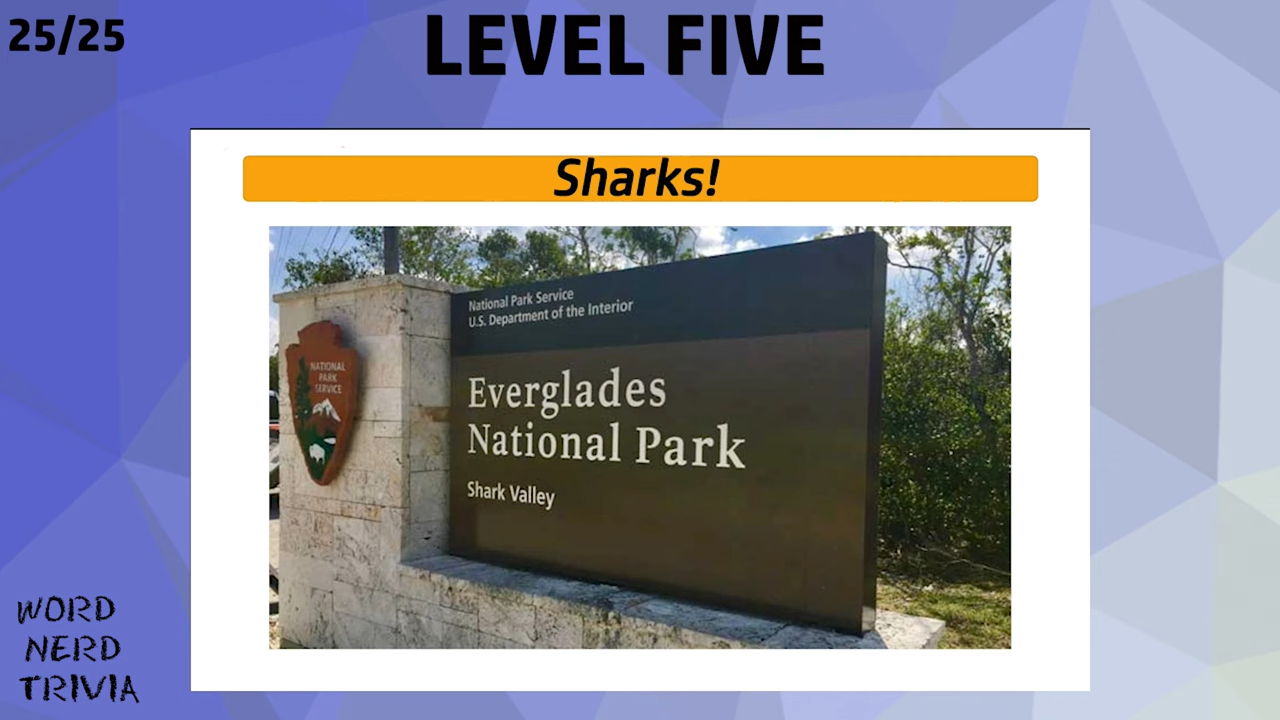 25/25
LEVEL FIVE
Sharks!
National Park Service
U.S. Department of the Interior
NATIONAL
PARK
SERVICE
Everglades
National Park
Shark Valley
WORD
NERD
TRIVIA